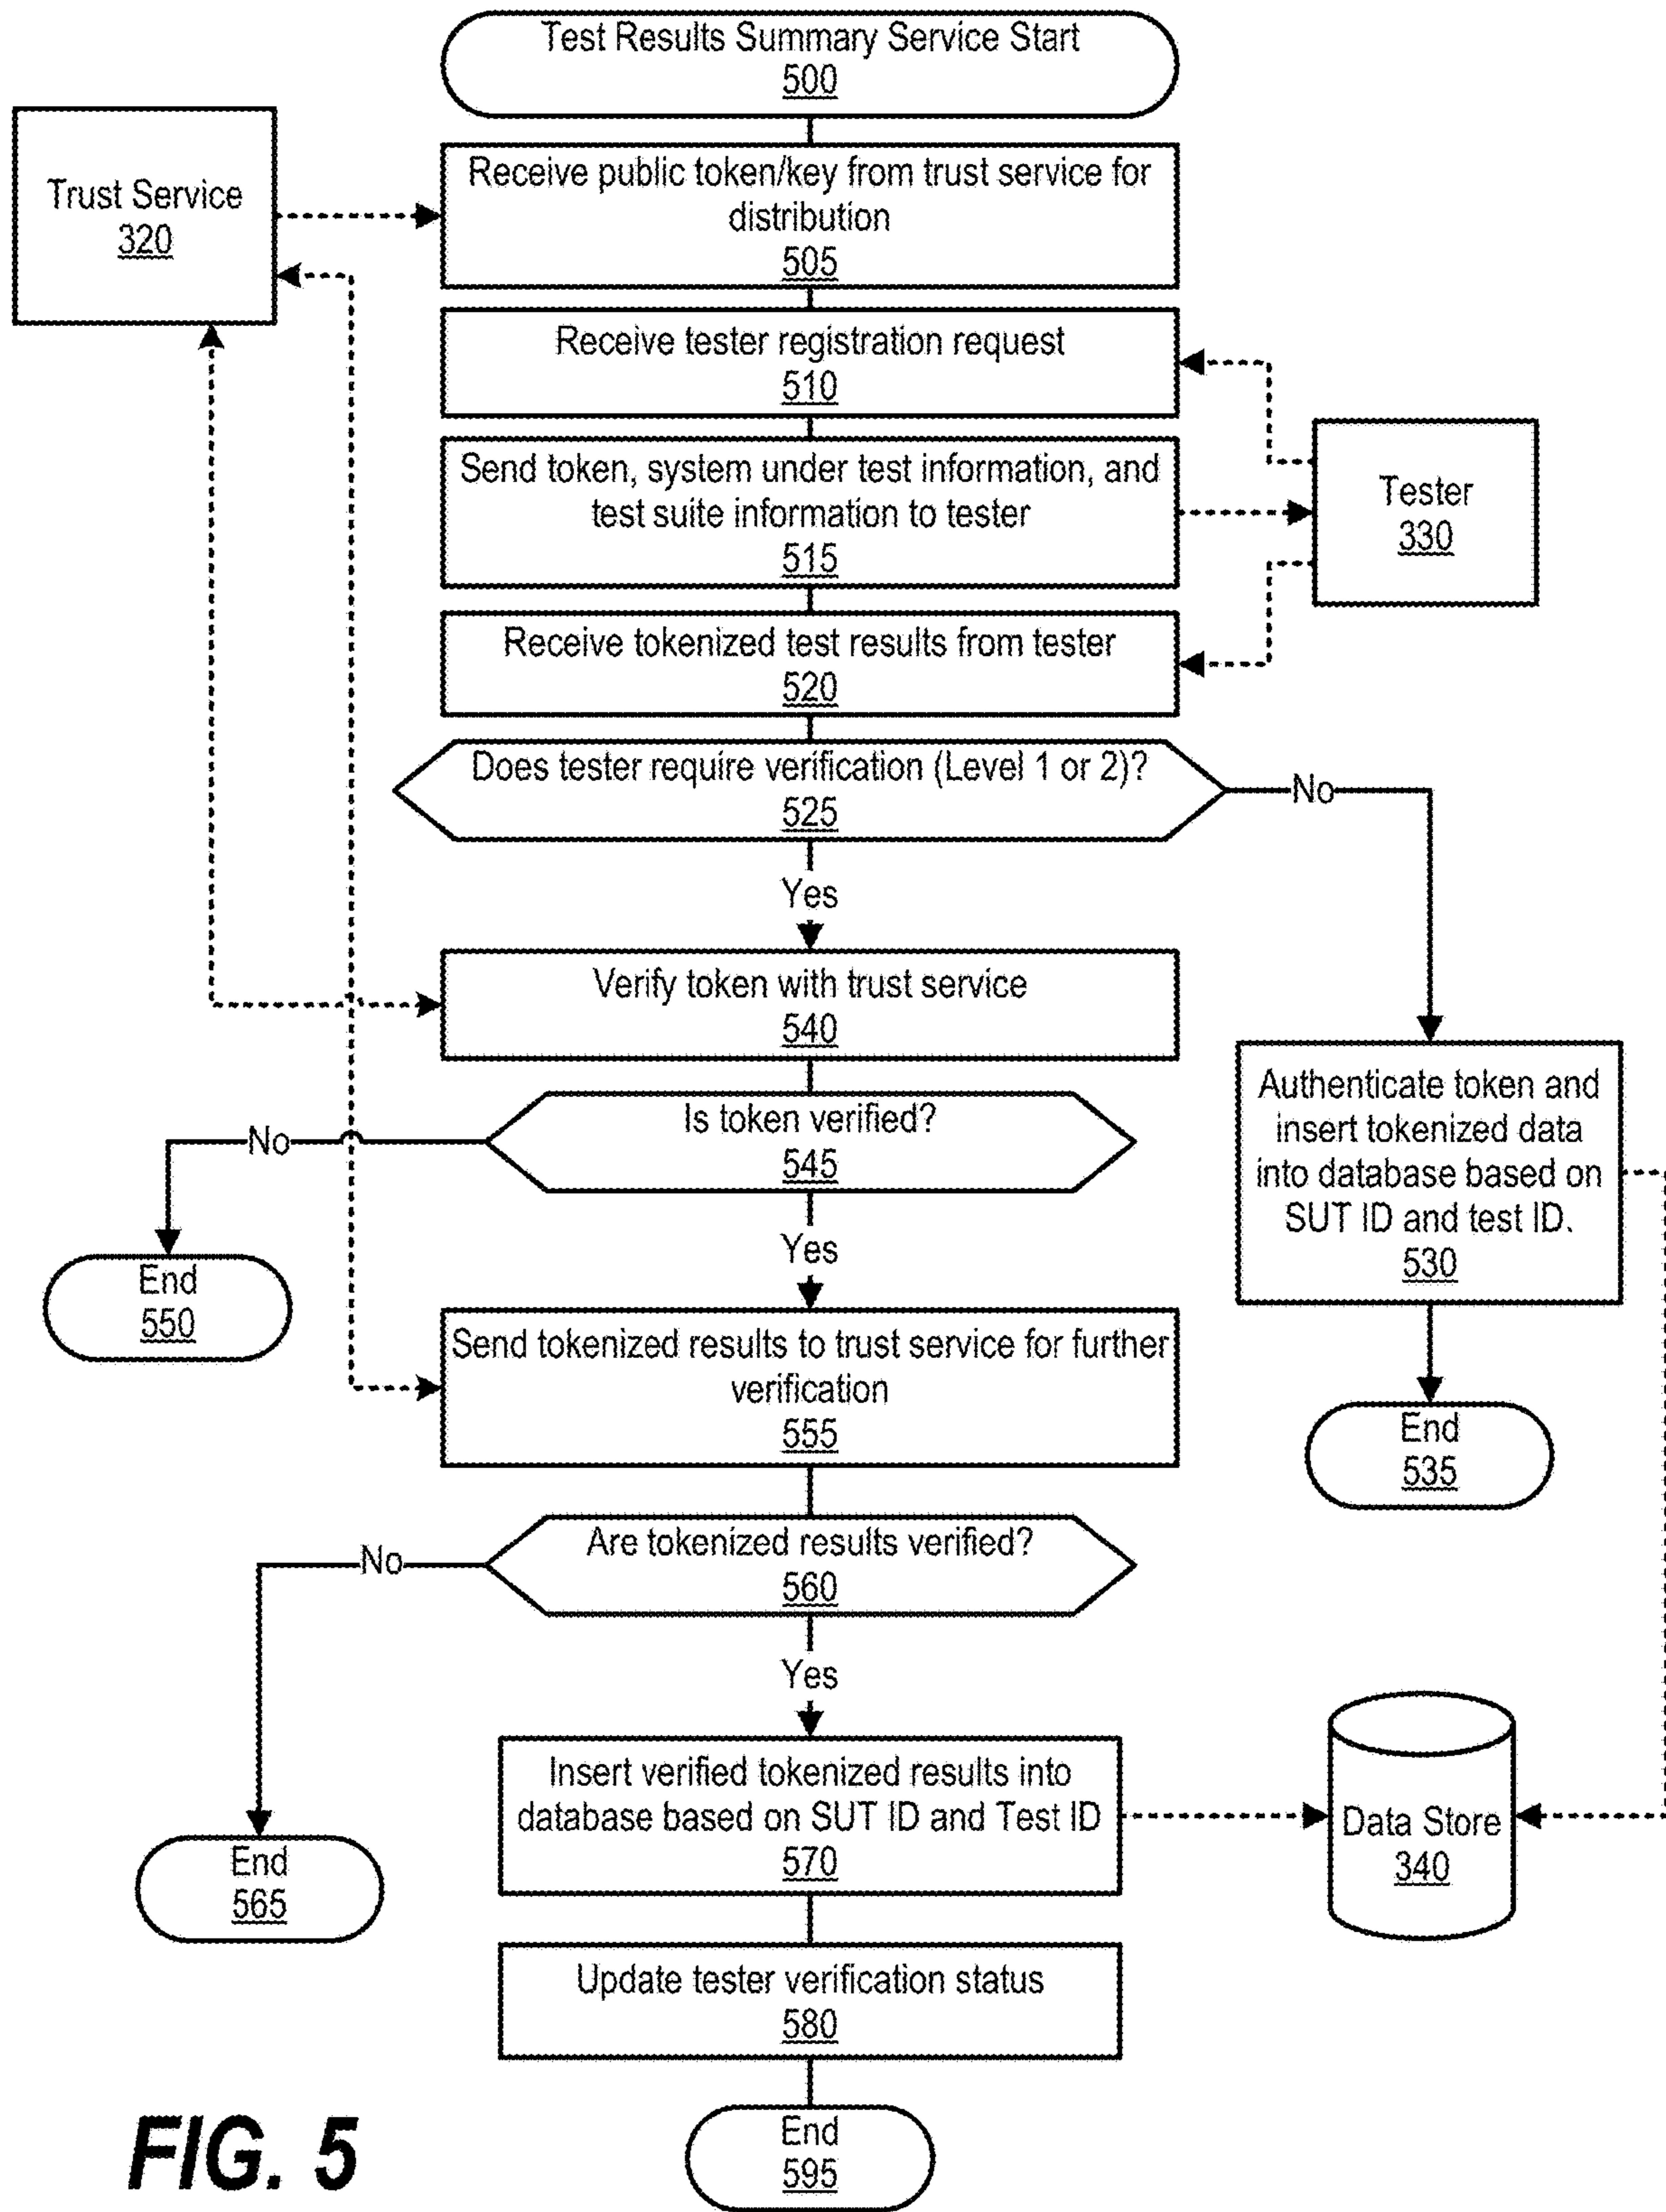 Test Results Summary Service Start
500
Trust Service
320
Receive public token/key from trust service for
distribution
505
Receive tester registration request
510
Send token, system under test information, and
test suite information to tester
515
Tester
330
Receive tokenized test results from tester
520
Does tester require verification (Level 1 or 2)?
525
No
Yes
Verify token with trust service
540
Authenticate token and
insert tokenized data
into database based on
SUT ID and test ID.
530
Is token verified?
545
No
Yes
End
550
Send tokenized results to trust service for further
verification
555
End
535
Are tokenized results verified?
560
No
Yes
Insert verified tokenized results into
database based on SUT ID and Test ID
570
Data Store
340
End
565
Update tester verification status
580
End
595
FIG. 5